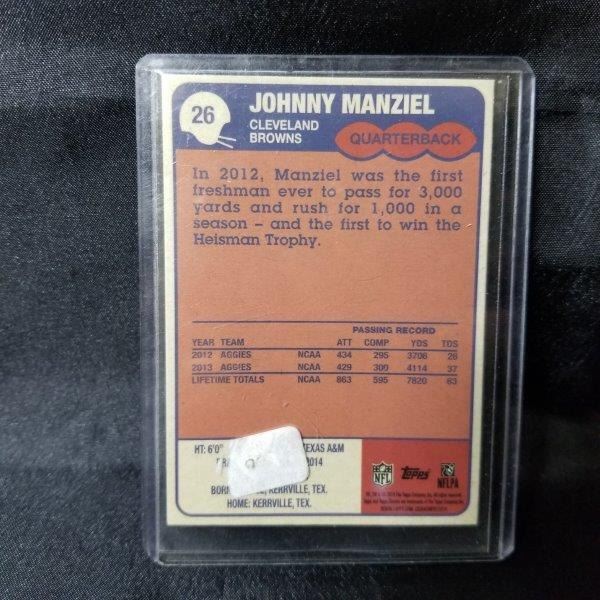 26
JOHNNY MANZIEL
CLEVELAND
BROWNS
QUARTERBACK
In 2012, Manziel was the first
freshman ever to pass for 3,000
yards and rush for 1,000 in a
season – and the first to win the
Heisman Trophy.
PASSING RECORD
YEAR TEAM ATT COMP YDS TDS
2012 AGGIES NCAA 434 295 3706 26
2013 AGGIES NCAA 429 300 4114 37
LIFETIME TOTALS NCAA 863 595 7820 63
HT: 6'0" TEXAS A&M
2014
KERRVILLE, TEX.
HOME: KERRVILLE, TEX.
NFL
Topps
NFLPA